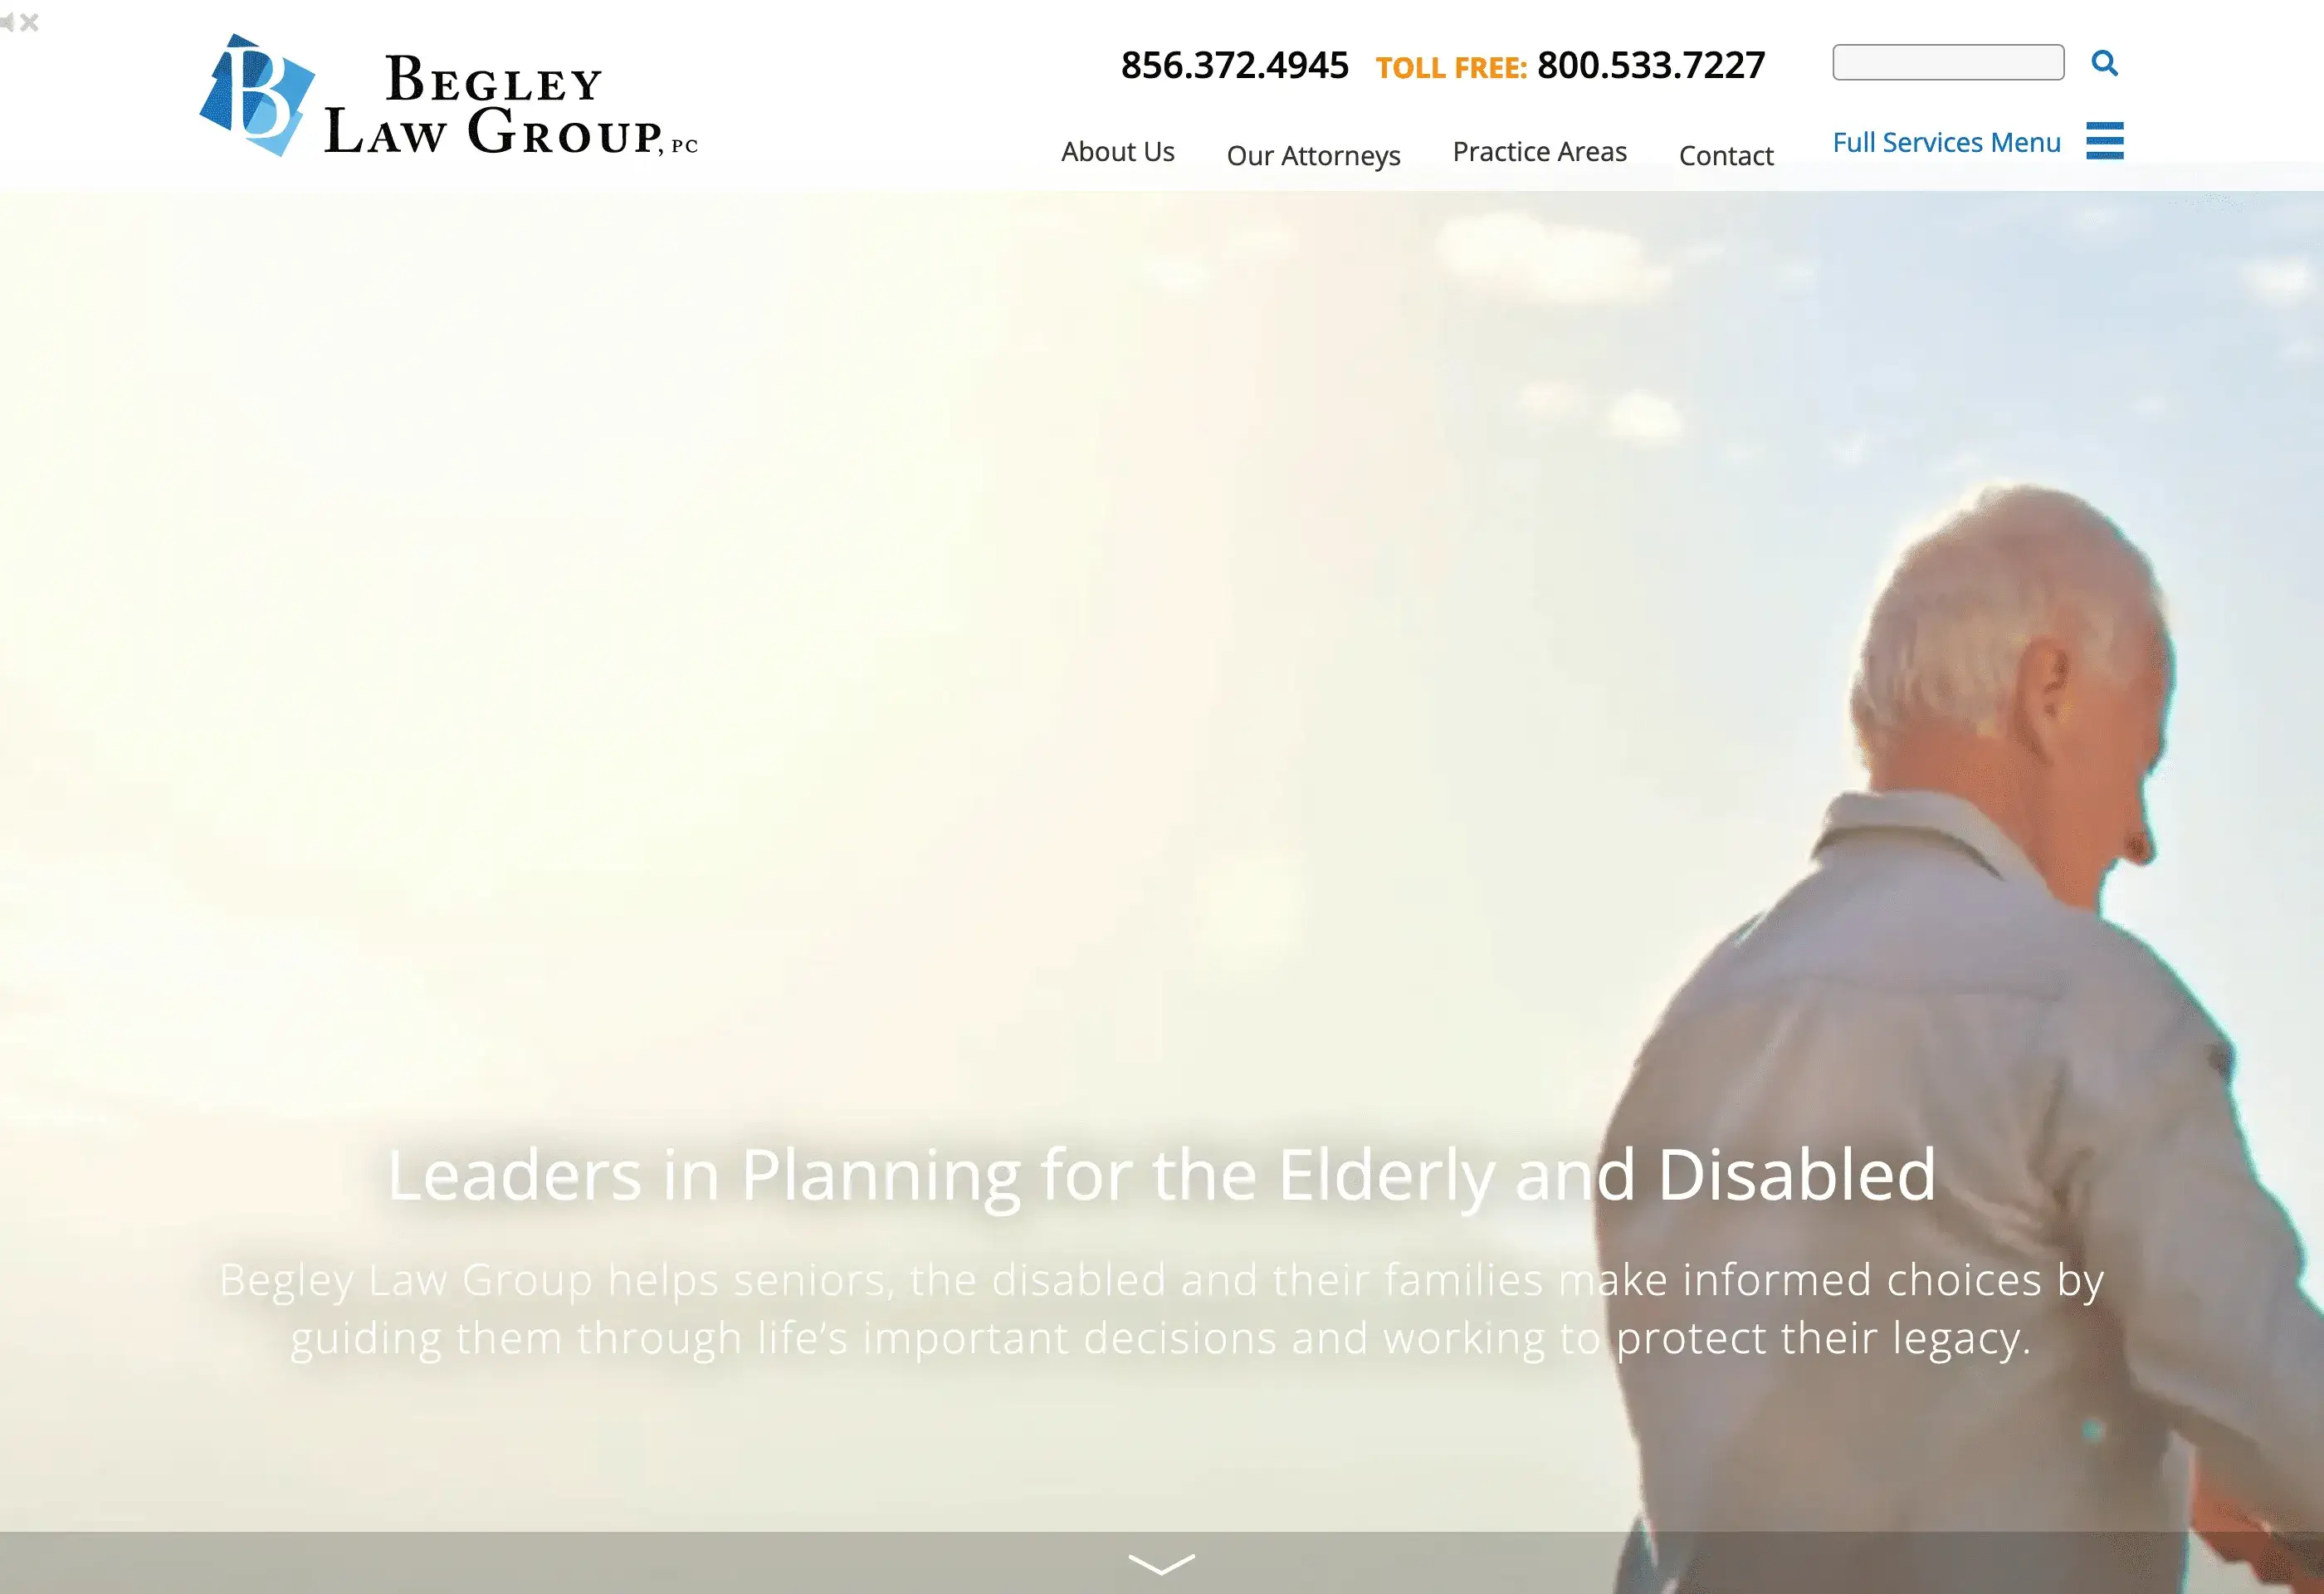 B
BEGLEY
LAW GROUP, PC
856.372.4945 TOLL FREE: 800.533.7227
About Us Our Attorneys Practice Areas Contact Full Services Menu
Leaders in Planning for the Elderly and Disabled
Begley Law Group helps seniors, the disabled and their families make informed choices by
guiding them through life’s important decisions and working to protect their legacy.